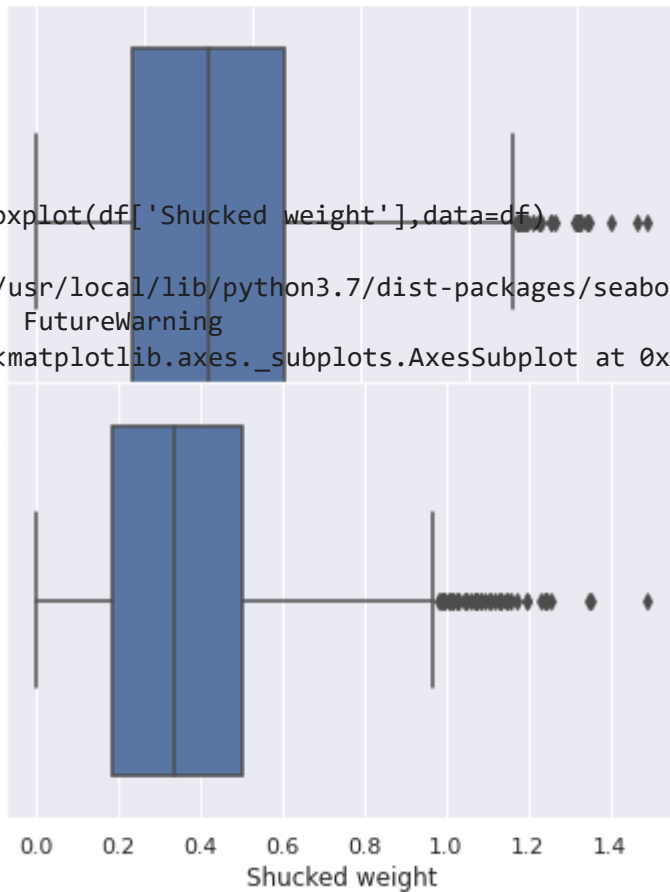 oxplot(df['Shucked weight'],data=df)
/usr/local/lib/python3.7/dist-packages/seabo
FutureWarning
<matplotlib.axes._subplots.AxesSubplot at 0x
0.0 0.2 0.4 0.6 0.8 1.0 1.2 1.4
Shucked weight